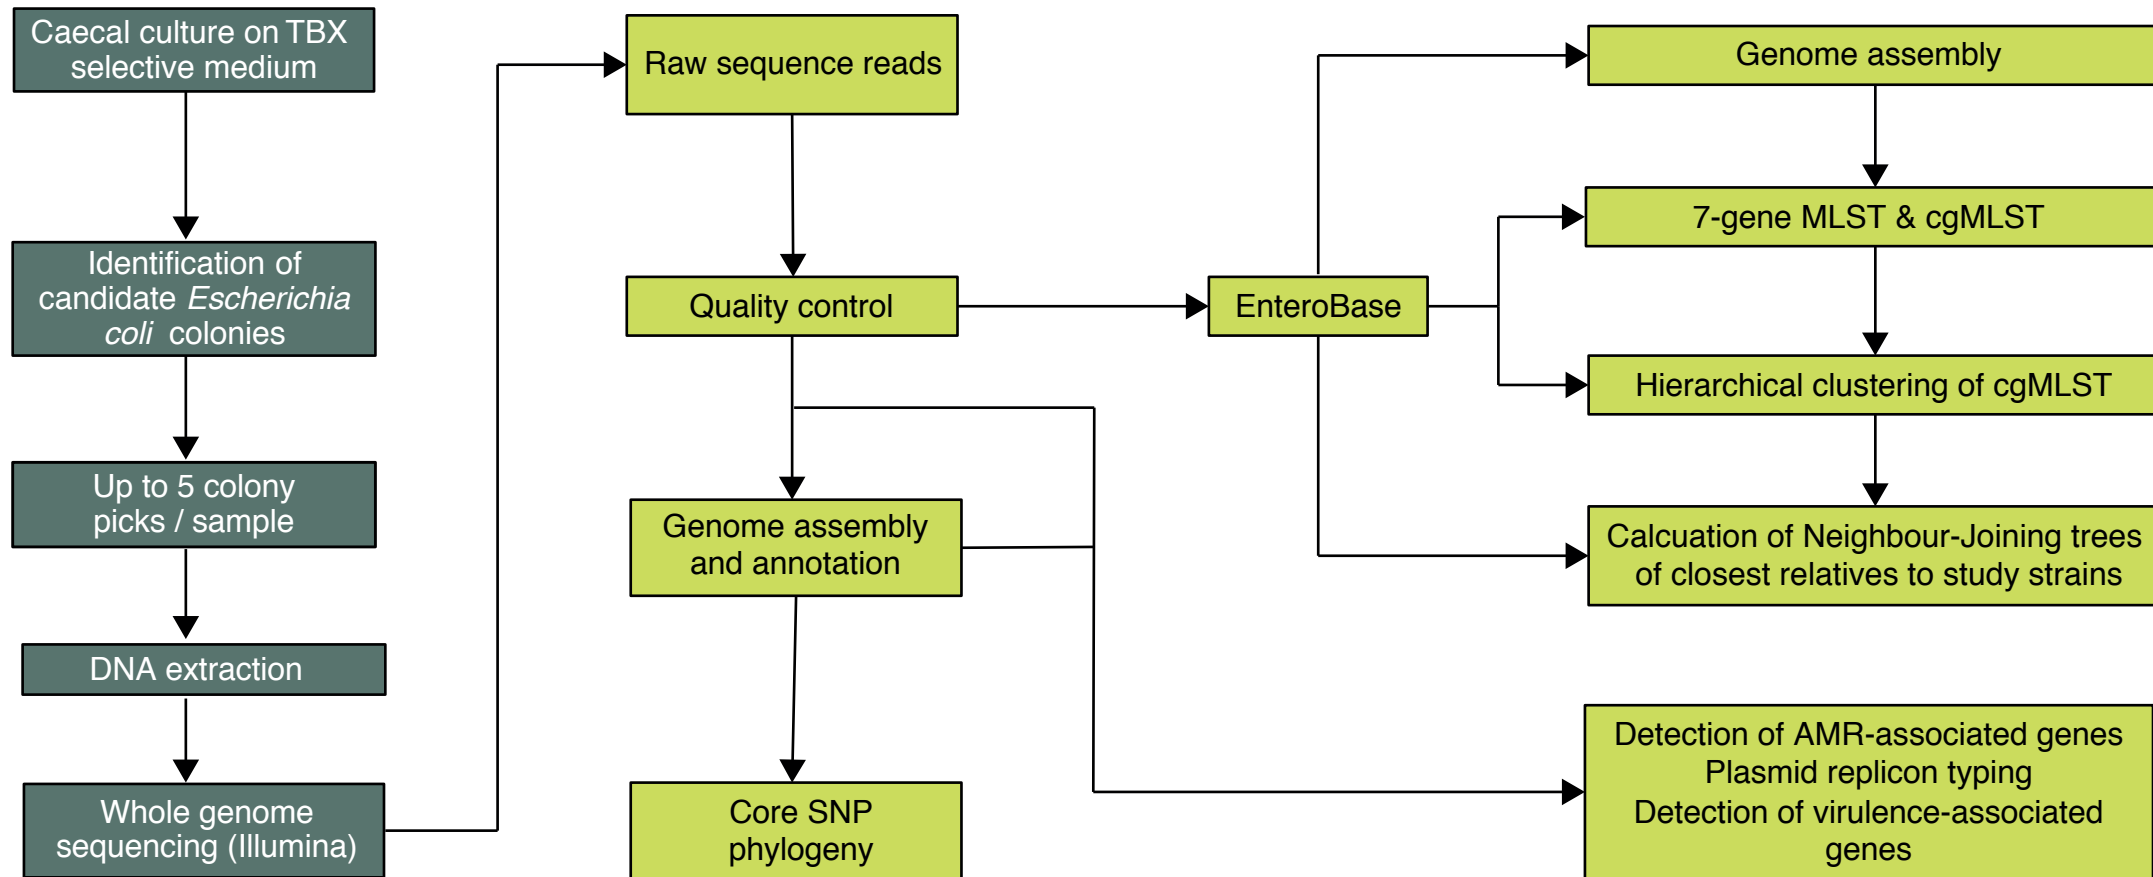 Caecal culture on TBX
selective medium
Identification of
candidate Escherichia
coli colonies
Up to 5 colony
picks / sample
DNA extraction
Whole genome
sequencing (Illumina)
Raw sequence reads
Quality control
Genome assembly
and annotation
Core SNP
phylogeny
EnteroBase
Genome assembly
7-gene MLST & cgMLST
Hierarchical clustering of cgMLST
Calcuation of Neighbour-Joining trees
of closest relatives to study strains
Detection of AMR-associated genes
Plasmid replicon typing
Detection of virulence-associated
genes